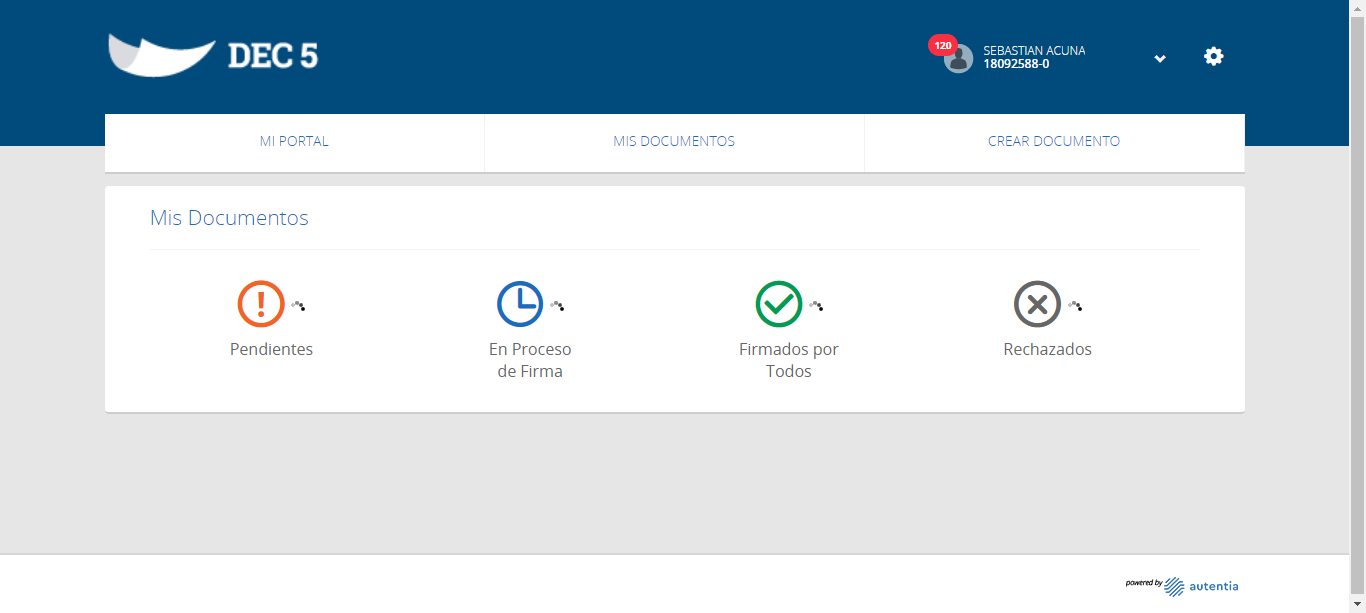 DEC 5
120
SEBASTIAN ACUNA
18092588-0
MI PORTAL
MIS DOCUMENTOS
CREAR DOCUMENTO
Mis Documentos
Pendientes
En Proceso
de Firma
Firmados por
Todos
Rechazados
powered by autentia